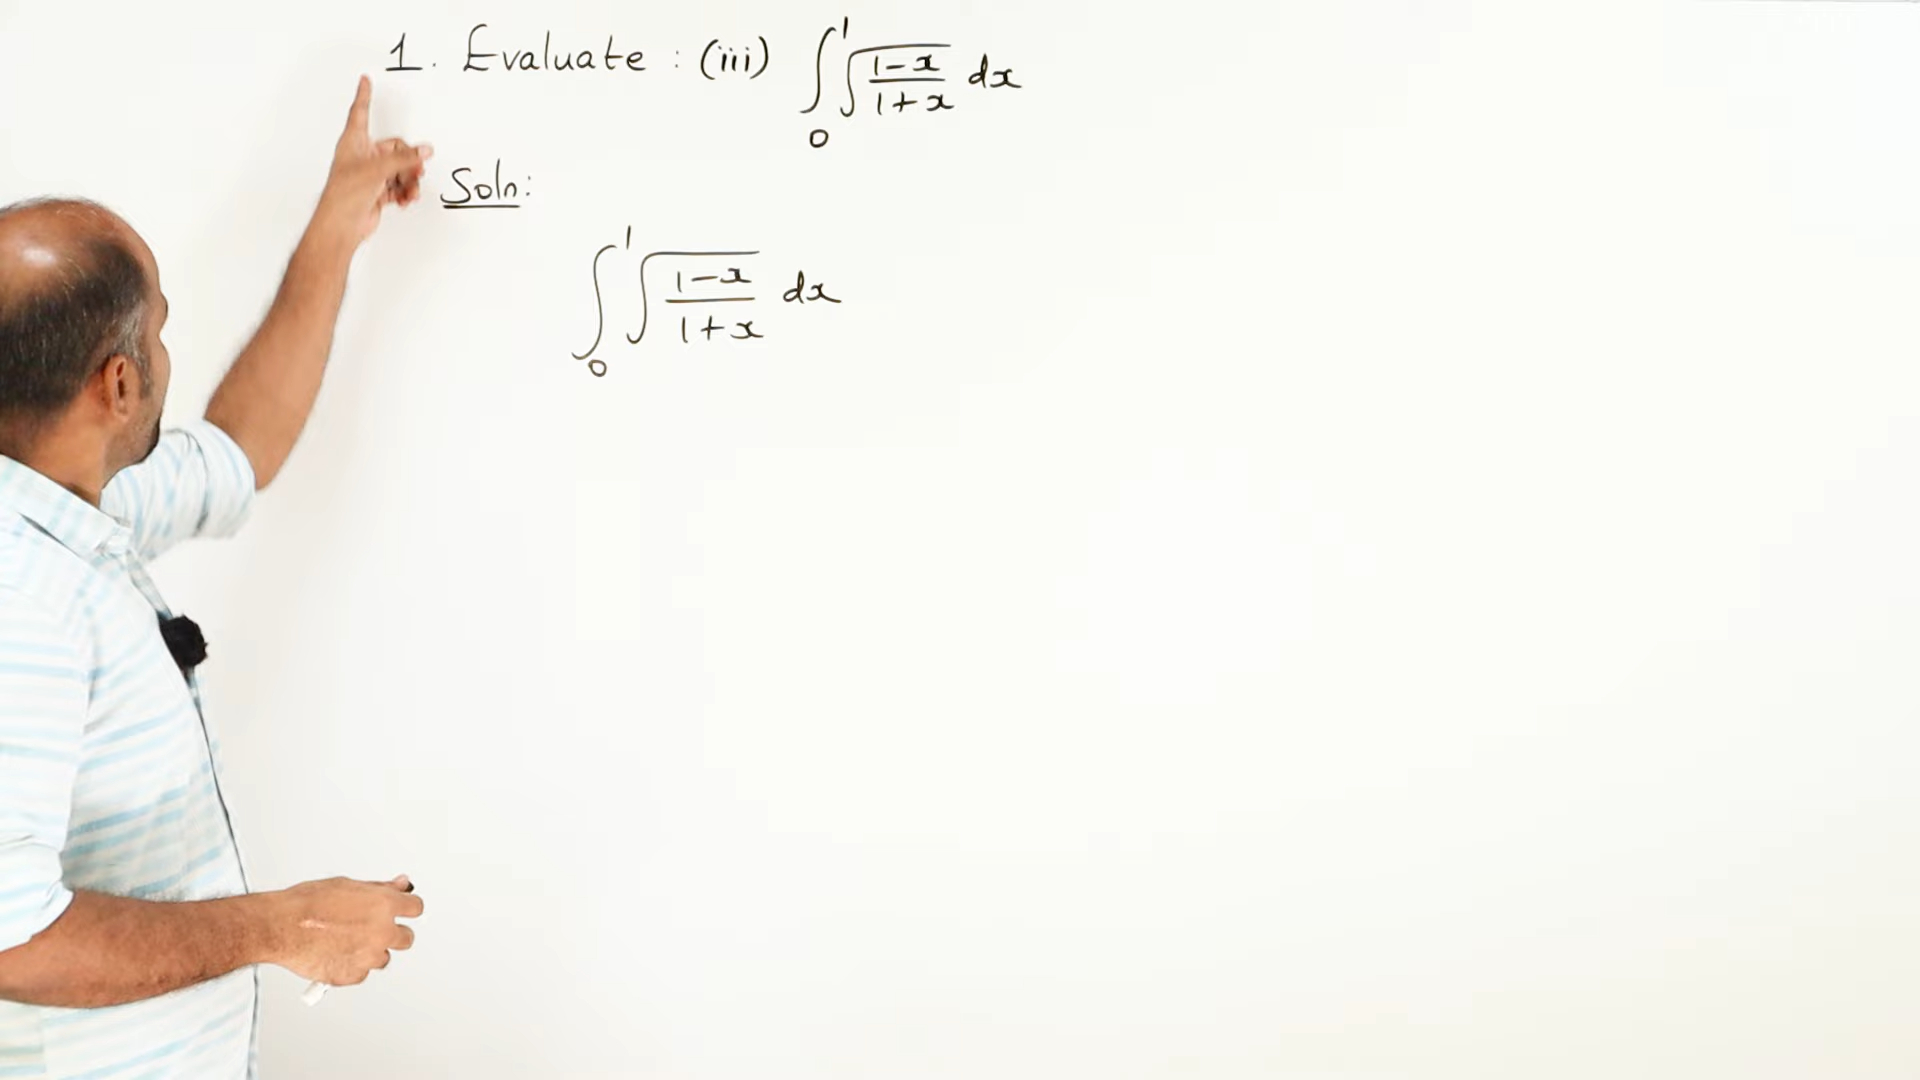 1. Evaluate : (iii) ∫₀¹ √((1-x)/(1+x)) dx
Soln:
∫₀¹ √((1-x)/(1+x)) dx